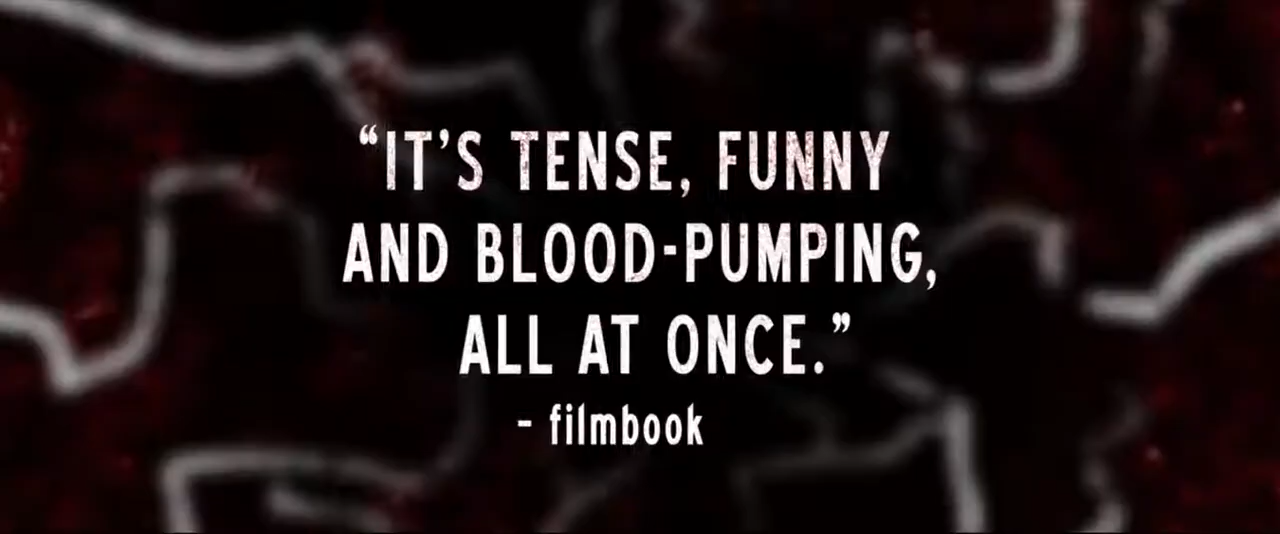 “IT’S TENSE, FUNNY
AND BLOOD-PUMPING,
ALL AT ONCE.”
- filmbook